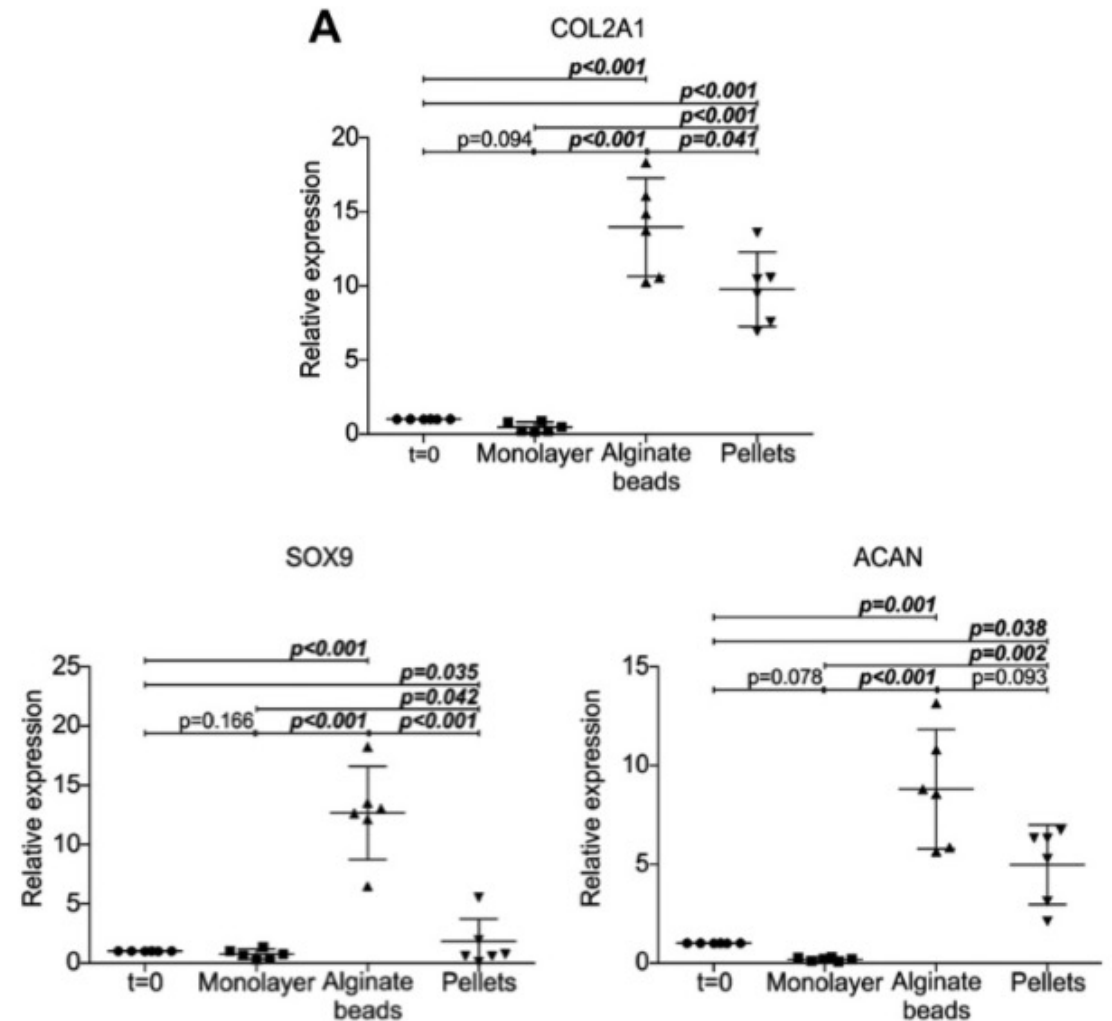 A
COL2A1
p<0.001
p<0.001
p<0.001
p=0.094 p<0.001 p=0.041
20
15
10
5
0
Relative expression
t=0 Monolayer Alginate beads Pellets
SOX9
p<0.001
p=0.035
p=0.042
p=0.166 p<0.001 p<0.001
25
20
15
10
5
0
Relative expression
t=0 Monolayer Alginate beads Pellets
ACAN
p=0.001
p=0.038
p=0.002
p=0.078 p<0.001 p=0.093
15
10
5
0
Relative expression
t=0 Monolayer Alginate beads Pellets